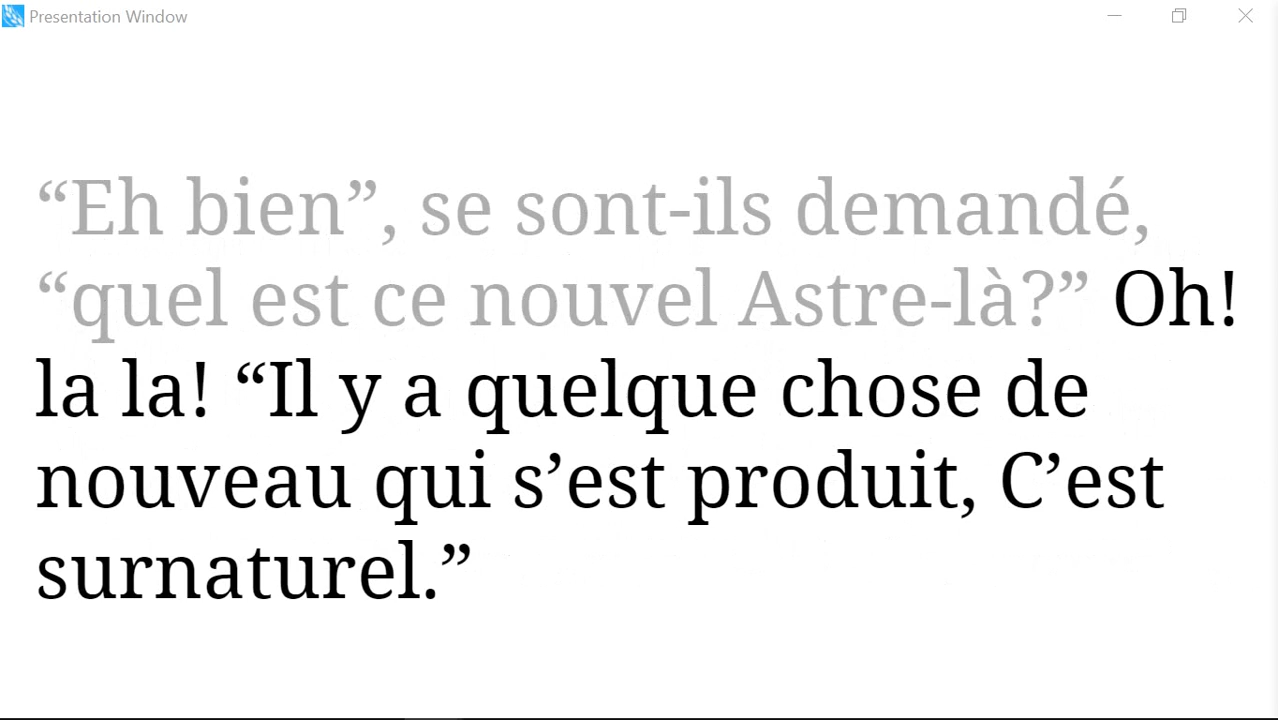 Presentation Window
“Eh bien”, se sont-ils demandé,
“quel est ce nouvel Astre-là?” Oh!
la la! “Il y a quelque chose de
nouveau qui s’est produit, C’est
surnaturel.”